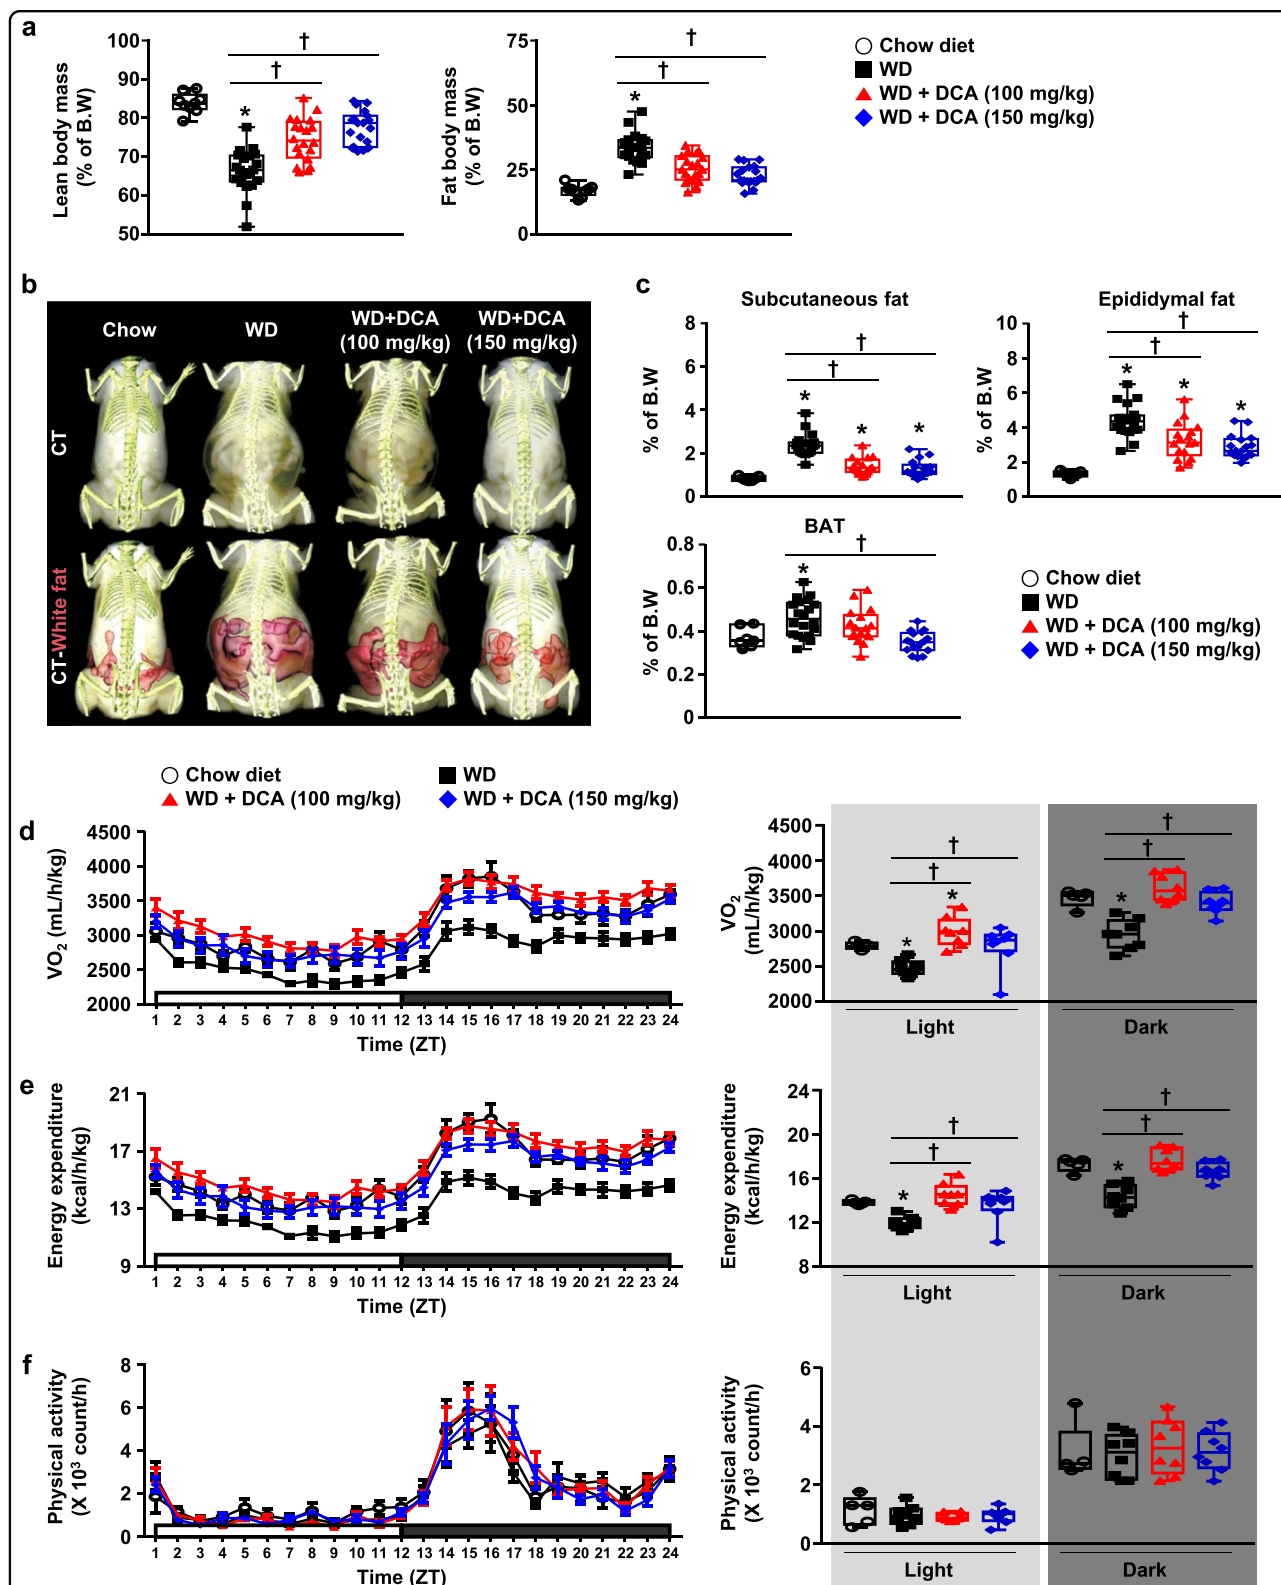 a
Lean body mass
(% of B.W)
100
90
80
70
60
50
*
†
†
Fat body mass
(% of B.W)
75
50
25
0
*
†
†
Chow diet
WD
WD + DCA (100 mg/kg)
WD + DCA (150 mg/kg)
b
Chow
WD
WD+DCA
(100 mg/kg)
WD+DCA
(150 mg/kg)
CT
CT-White fat
c
Subcutaneous fat
% of B.W
8
6
4
2
0
*
*
*
†
†
Epididymal fat
% of B.W
10
8
6
4
2
0
*
*
*
†
†
BAT
% of B.W
0.8
0.6
0.4
0.2
0
*
†
Chow diet
WD
WD + DCA (100 mg/kg)
WD + DCA (150 mg/kg)
Chow diet
WD
WD + DCA (100 mg/kg)
WD + DCA (150 mg/kg)
d
VO2 (mL/h/kg)
4500
4000
3500
3000
2500
2000
1 2 3 4 5 6 7 8 9 10 11 12 13 14 15 16 17 18 19 20 21 22 23 24
Time (ZT)
VO2
(mL/h/kg)
4500
4000
3500
3000
2500
2000
*
*
†
†
*
†
†
Light
Dark
e
Energy expenditure
(kcal/h/kg)
21
17
13
9
1 2 3 4 5 6 7 8 9 10 11 12 13 14 15 16 17 18 19 20 21 22 23 24
Time (ZT)
Energy expenditure
(kcal/h/kg)
24
20
16
12
8
*
†
†
*
†
†
Light
Dark
f
Physical activity
(X 10³ count/h)
8
6
4
2
0
1 2 3 4 5 6 7 8 9 10 11 12 13 14 15 16 17 18 19 20 21 22 23 24
Time (ZT)
Physical activity
(X 10³ count/h)
6
4
2
0
Light
Dark